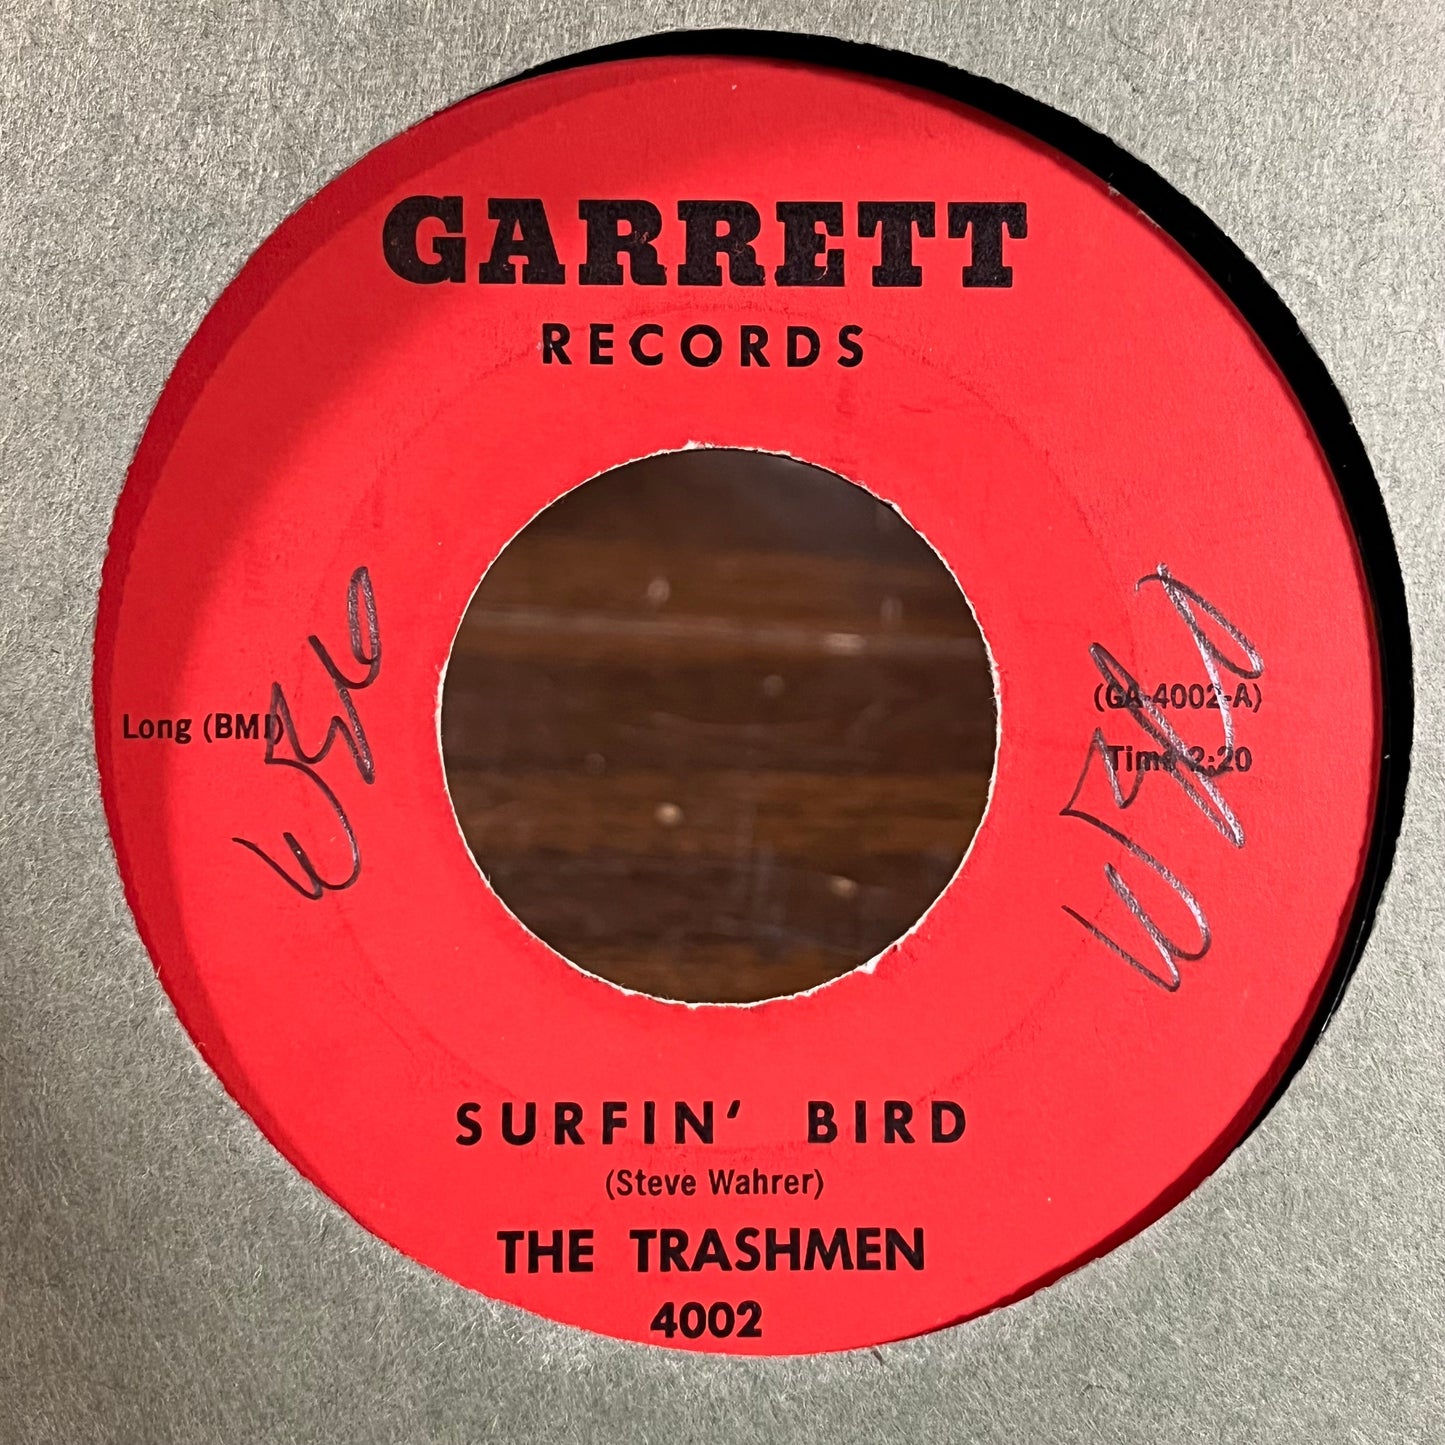 GARRETT
RECORDS
Long (BMI)
(GA-4002-A)
Time 2:20
SURFIN' BIRD
(Steve Wahrer)
THE TRASHMEN
4002